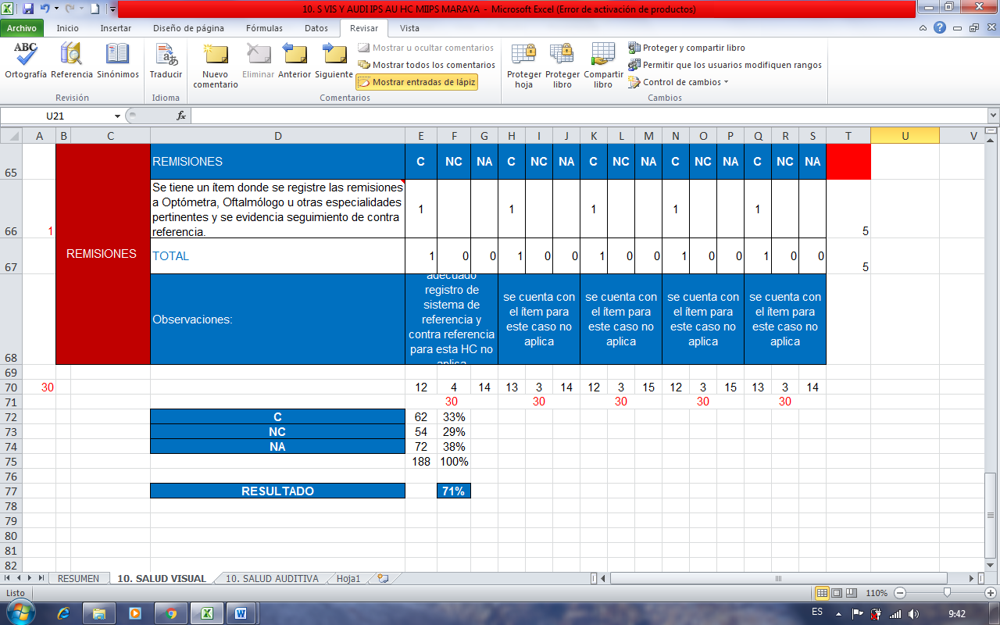 10. S VIS Y AUDI IPS AU HC MIIPS MARAYA - Microsoft Excel (Error de activación de productos)
Archivo Inicio Insertar Diseño de página Fórmulas Datos Revisar Vista
ABC
Ortografía Referencia Sinónimos
Revisión
Traducir
Idioma
Nuevo comentario Eliminar Anterior Siguiente
Mostrar u ocultar comentarios
Mostrar todos los comentarios
Mostrar entradas de lápiz
Comentarios
Proteger hoja Proteger libro Compartir libro
Proteger y compartir libro
Permitir que los usuarios modifiquen rangos
Control de cambios
Cambios
U21 fx
A B C D E F G H I J K L M N O P Q R S T U V
65 REMISIONES C NC NA C NC NA C NC NA C NC NA C NC NA
REMISIONES
Se tiene un ítem donde se registre las remisiones
a Optómetra, Oftalmólogo u otras especialidades
pertinentes y se evidencia seguimiento de contra
referencia.
66 1 1 1 1 1 1 5
67 TOTAL 1 0 0 1 0 0 1 0 0 1 0 0 1 0 0 5
68 Observaciones:
adecuado
registro de
sistema de
referencia y
contra referencia
para esta HC no
aplica
se cuenta con
el ítem para
este caso no
aplica
se cuenta con
el ítem para
este caso no
aplica
se cuenta con
el ítem para
este caso no
aplica
se cuenta con
el ítem para
este caso no
aplica
69
70 30 12 4 14 13 3 14 12 3 15 12 3 15 13 3 14
71 30 30 30 30 30
72 C 62 33%
73 NC 54 29%
74 NA 72 38%
75 188 100%
76
77 RESULTADO 71%
78
79
80
81
82
RESUMEN 10. SALUD VISUAL 10. SALUD AUDITIVA Hoja1
Listo 110%
ES 9:42